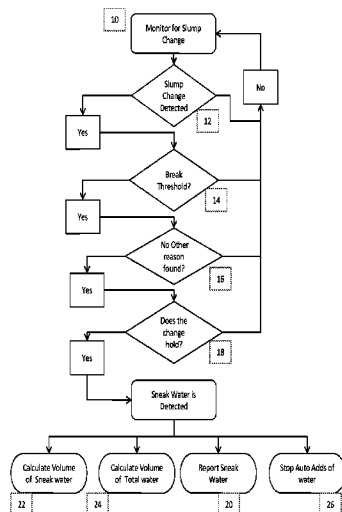 10
Monitor for Slump
Change
Slump
Change
Detected
No
12
Yes
Break
Threshold?
14
Yes
No Other
reason
found?
16
Yes
Does the
change
hold?
18
Yes
Sneak Water is
Detected
Calculate Volume
of Sneak water
Calculate Volume
of Total water
Report Sneak
Water
Stop Auto Adds of
water
22
24
20
26